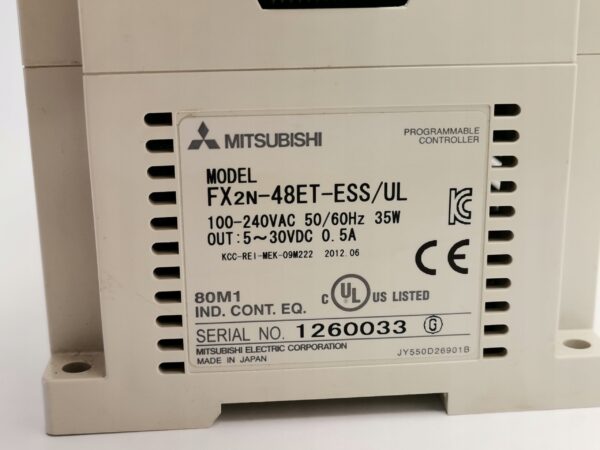 MITSUBISHI
PROGRAMMABLE
CONTROLLER
MODEL
FX2N-48ET-ESS/UL
100-240VAC 50/60Hz 35W
OUT:5~30VDC 0.5A
KCC-REI-MEK-09M222 2012.06
CE
80M1
IND. CONT. EQ.
C UL US LISTED
SERIAL NO. 1260033 G
MITSUBISHI ELECTRIC CORPORATION
MADE IN JAPAN
JY550D26901B